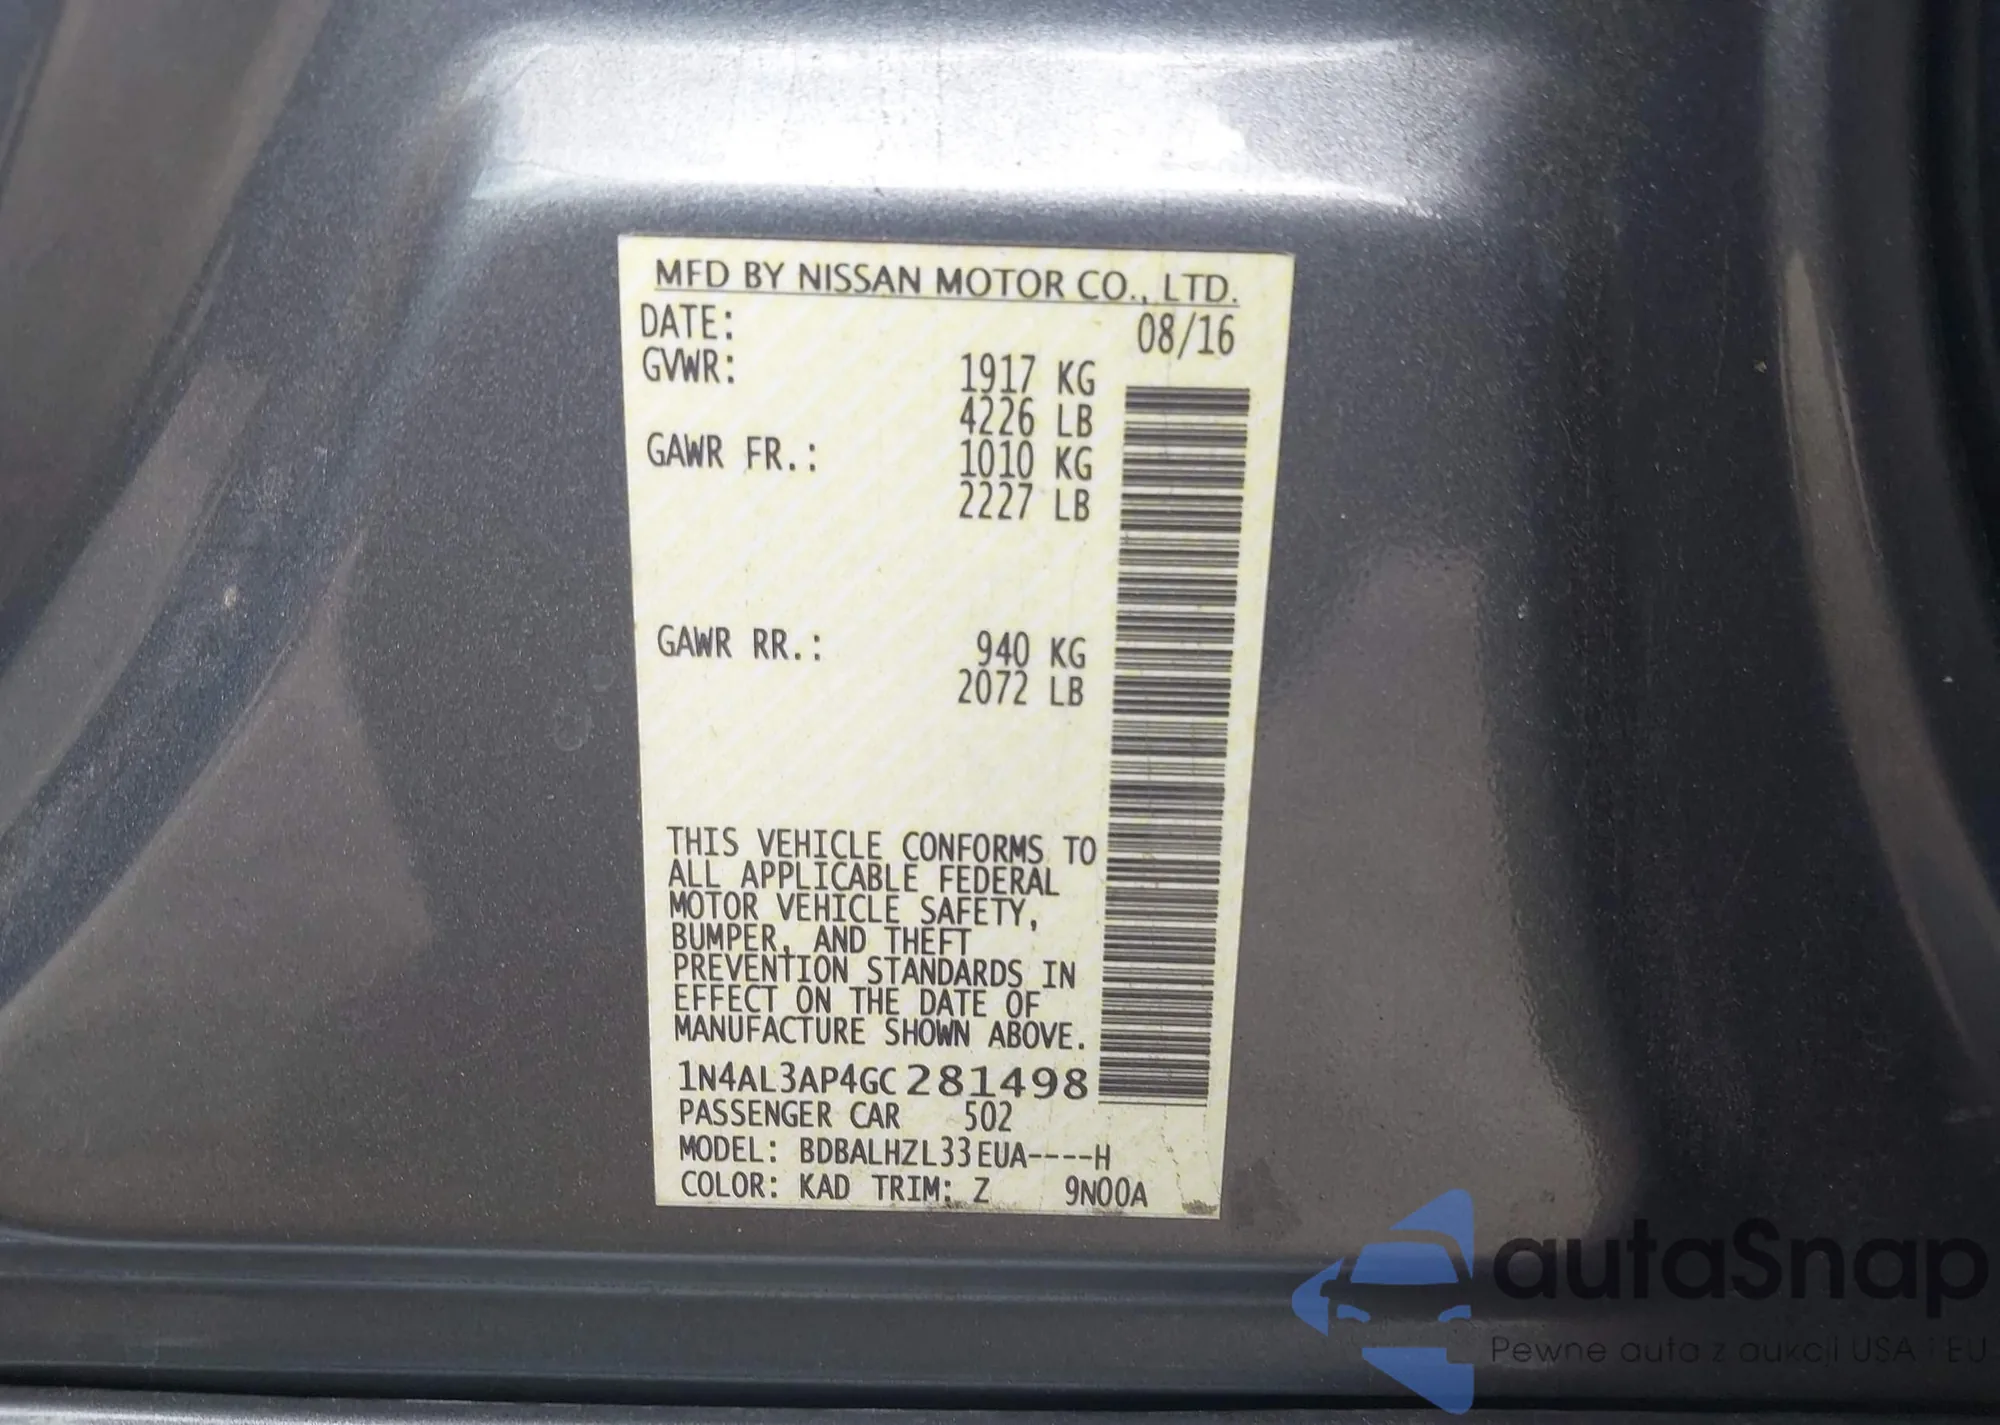 MFD BY NISSAN MOTOR CO., LTD.
DATE: 08/16
GVWR: 1917 KG
4226 LB
GAWR FR.: 1010 KG
2227 LB
GAWR RR.: 940 KG
2072 LB
THIS VEHICLE CONFORMS TO
ALL APPLICABLE FEDERAL
MOTOR VEHICLE SAFETY,
BUMPER, AND THEFT
PREVENTION STANDARDS IN
EFFECT ON THE DATE OF
MANUFACTURE SHOWN ABOVE.
1N4AL3AP4GC281498
PASSENGER CAR 502
MODEL: BDBALHZL33EUA----H
COLOR: KAD TRIM: Z 9N00A
autaSnap
Pewne auta z aukcji USA i EU